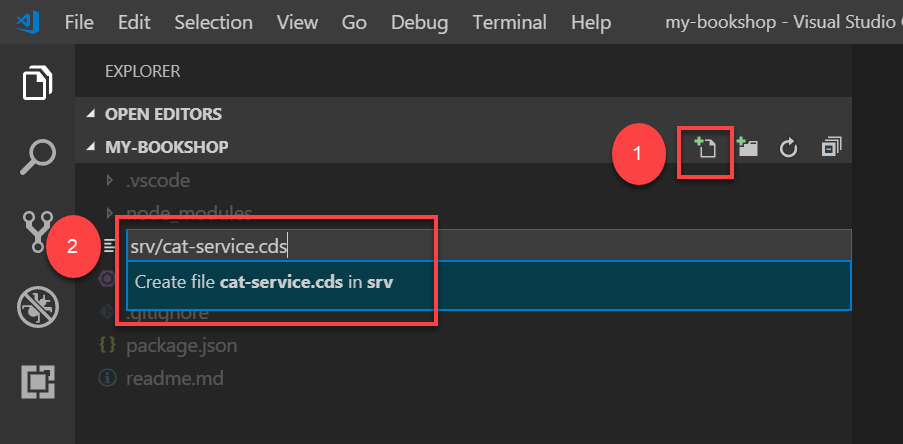 File Edit Selection View Go Debug Terminal Help my-bookshop - Visual Studio
EXPLORER
OPEN EDITORS
MY-BOOKSHOP
1
.vscode
node_modules
2
srv/cat-service.cds
Create file cat-service.cds in srv
.gitignore
package.json
readme.md